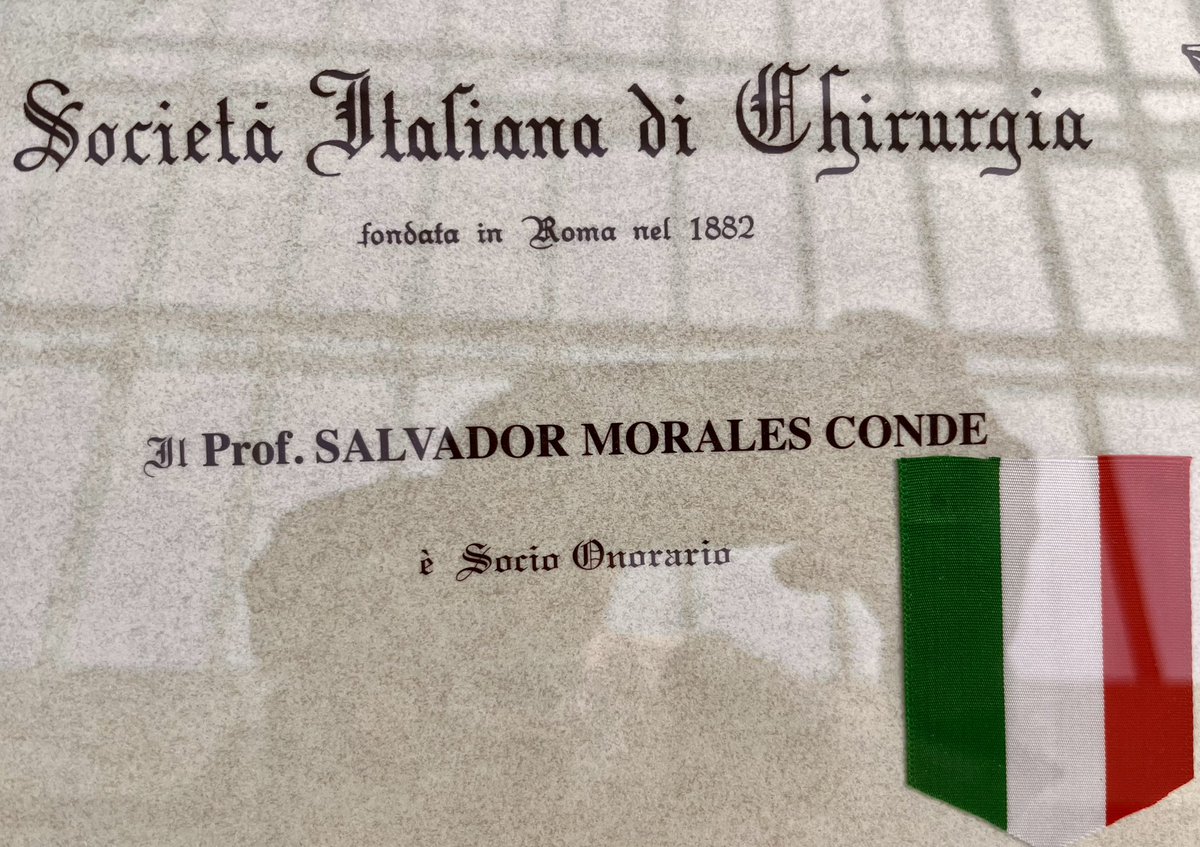 Società Italiana di Chirurgia
fondata in Roma nel 1882
Il Prof. SALVADOR MORALES CONDE
è Socio Onorario